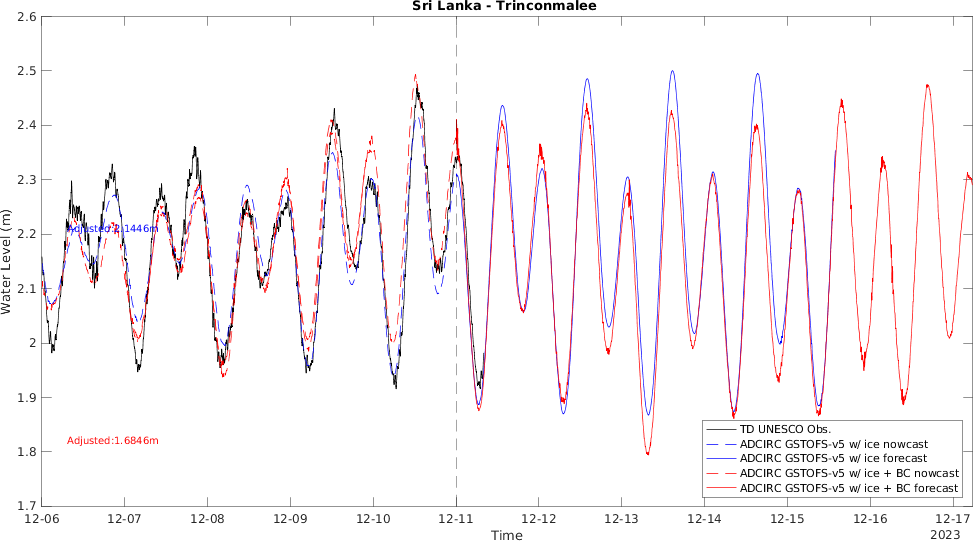 Sri Lanka - Trinconmalee
2.6
2.5
2.4
2.3
2.2
2.1
2
1.9
1.8
1.7
Water Level (m)
Adjusted:2.1446m
Adjusted:1.6846m
TD UNESCO Obs.
ADCIRC GSTOFS-v5 w/ ice nowcast
ADCIRC GSTOFS-v5 w/ ice forecast
ADCIRC GSTOFS-v5 w/ ice + BC nowcast
ADCIRC GSTOFS-v5 w/ ice + BC forecast
12-06 12-07 12-08 12-09 12-10 12-11 12-12 12-13 12-14 12-15 12-16 12-17
Time
2023